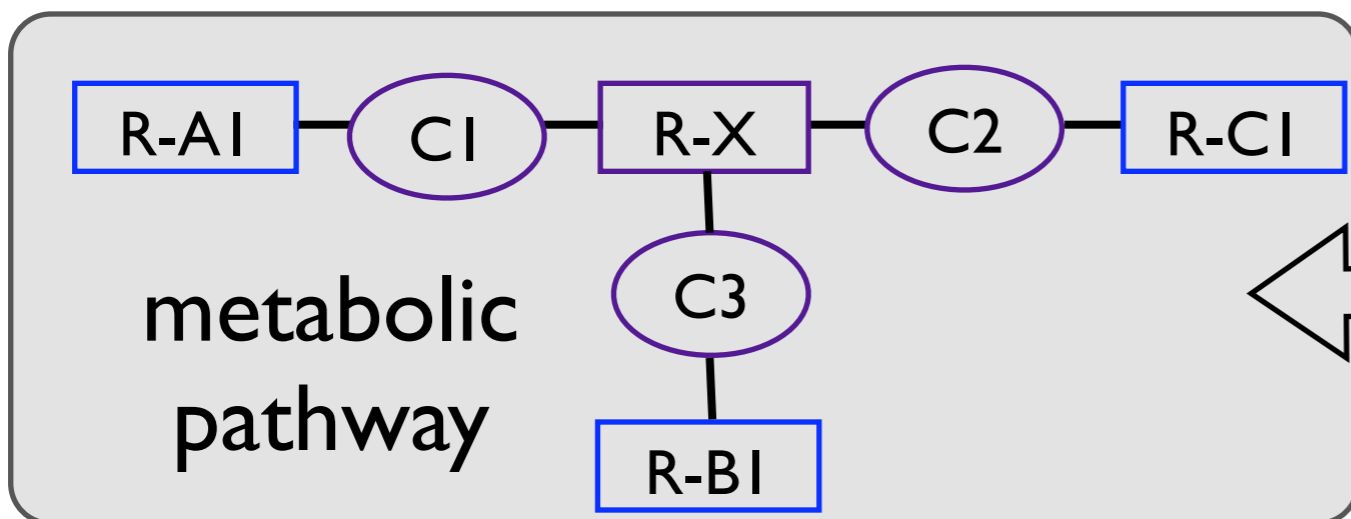 R-A1
C1
R-X
C2
R-C1
C3
metabolic
pathway
R-B1